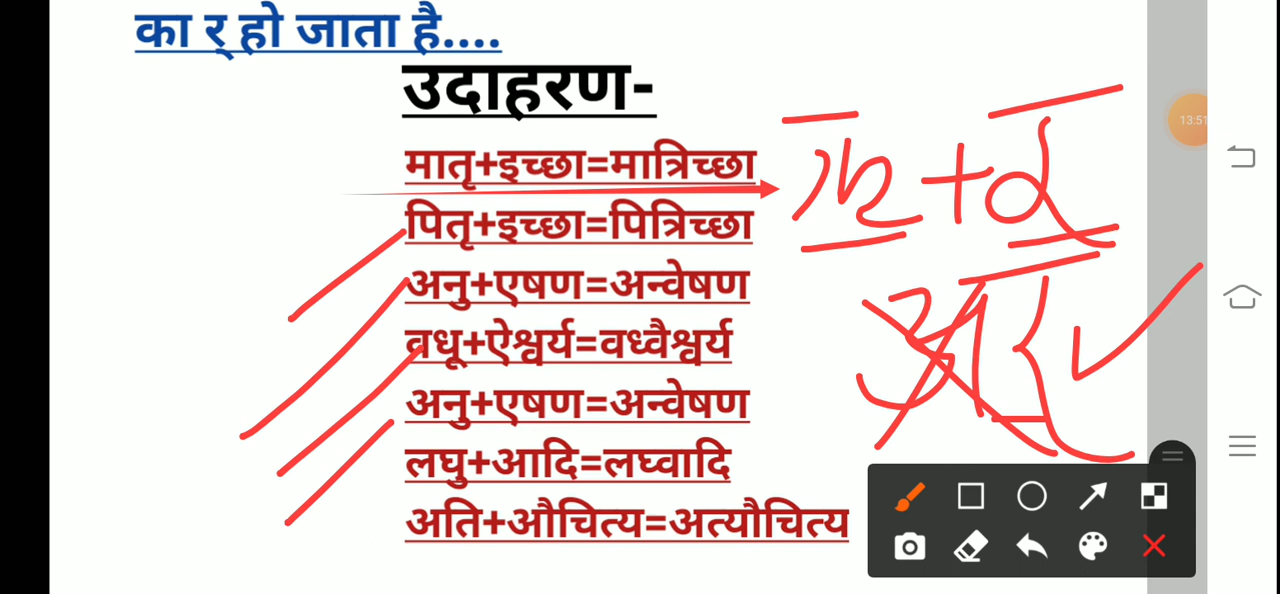 का र् हो जाता है....
उदाहरण-
मातृ+इच्छा=मात्रिच्छा
पितृ+इच्छा=पित्रिच्छा
अनु+एषण=अन्वेषण
वधू+ऐश्वर्य=वध्वैश्वर्य
अनु+एषण=अन्वेषण
लघु+आदि=लघ्वादि
अति+औचित्य=अत्यौचित्य
13:51